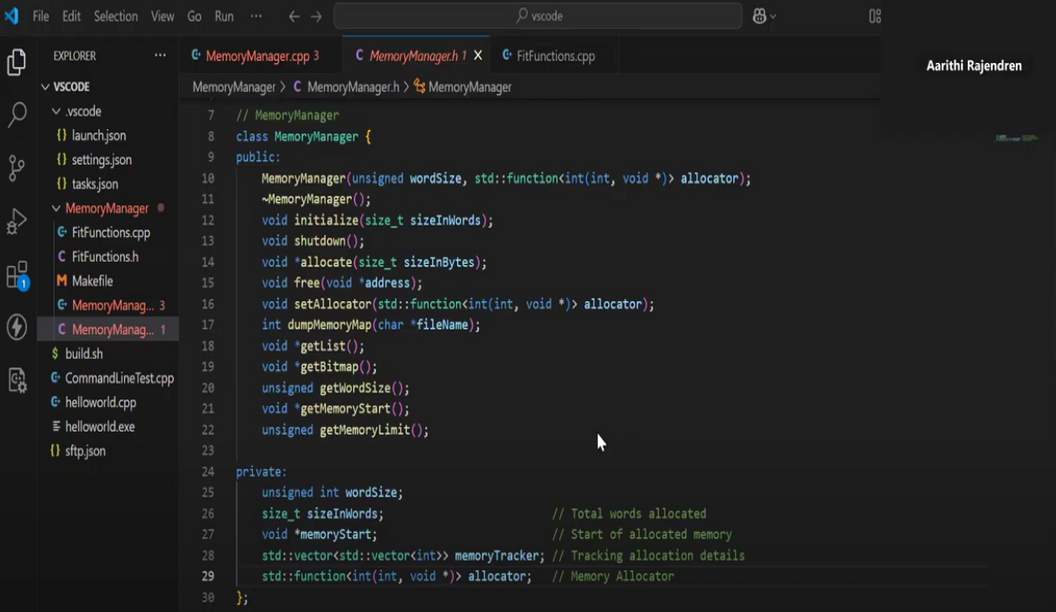 File Edit Selection View Go Run ··· ← → vscode
Aarithi Rajendren
EXPLORER ···
VSCODE
.vscode
{} launch.json
{} settings.json
{} tasks.json
MemoryManager
FitFunctions.cpp
C FitFunctions.h
M Makefile
MemoryManag... 3
C MemoryManag... 1
$ build.sh
CommandLineTest.cpp
helloworld.cpp
helloworld.exe
{} sftp.json
1
MemoryManager.cpp 3 C MemoryManager.h 1 X FitFunctions.cpp
MemoryManager > C MemoryManager.h > MemoryManager
7 // MemoryManager
8 class MemoryManager {
9 public:
10 MemoryManager(unsigned wordSize, std::function<int(int, void *)> allocator);
11 ~MemoryManager();
12 void initialize(size_t sizeInWords);
13 void shutdown();
14 void *allocate(size_t sizeInBytes);
15 void free(void *address);
16 void setAllocator(std::function<int(int, void *)> allocator);
17 int dumpMemoryMap(char *fileName);
18 void *getList();
19 void *getBitmap();
20 unsigned getWordSize();
21 void *getMemoryStart();
22 unsigned getMemoryLimit();
23
24 private:
25 unsigned int wordSize;
26 size_t sizeInWords; // Total words allocated
27 void *memoryStart; // Start of allocated memory
28 std::vector<std::vector<int>> memoryTracker; // Tracking allocation details
29 std::function<int(int, void *)> allocator; // Memory Allocator
30 };